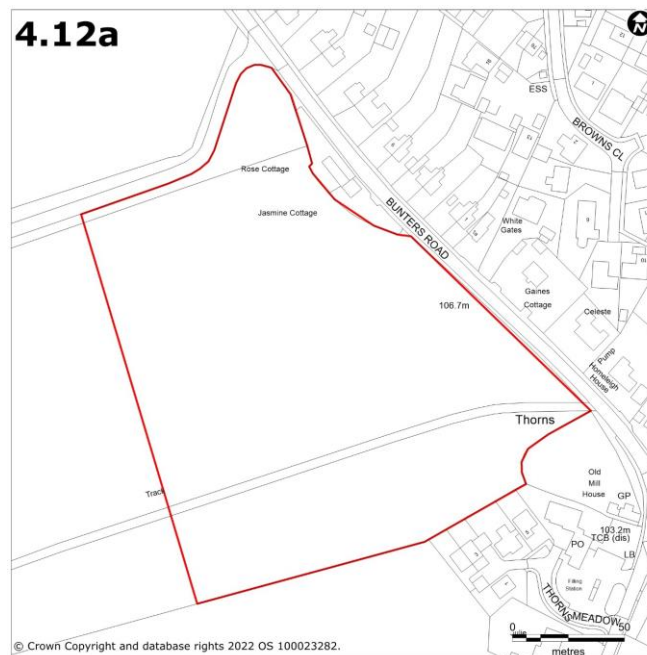 4.12a
N
ESS
BROWNS CL
Rose Cottage
Jasmine Cottage
BUNTERS ROAD
White
Gates
Gaines
Cottage
106.7m
Celeste
Pump
Homeleigh
House
Thorns
Old
Mill
House
GP
Track
103.2m
TCB (dis)
PO
LB
Filling
Station
THORNS
MEADOW
0
50
metres
© Crown Copyright and database rights 2022 OS 100023282.